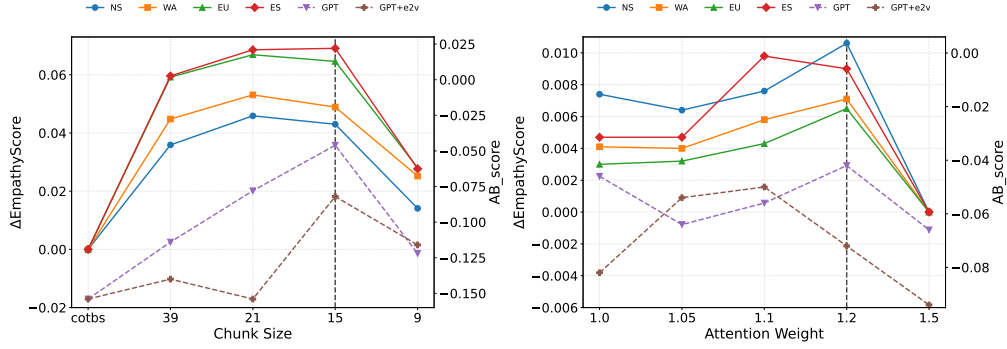 NS WA EU ES GPT GPT+e2v
0.06
0.04
0.02
0.00
−0.02
ΔEmpathyScore
0.025
0.000
−0.025
−0.050
−0.075
−0.100
−0.125
−0.150
AB_score
cotbs 39 21 15 9
Chunk Size
NS WA EU ES GPT GPT+e2v
0.010
0.008
0.006
0.004
0.002
0.000
−0.002
−0.004
−0.006
ΔEmpathyScore
0.00
−0.02
−0.04
−0.06
−0.08
AB_score
1.0 1.05 1.1 1.2 1.5
Attention Weight